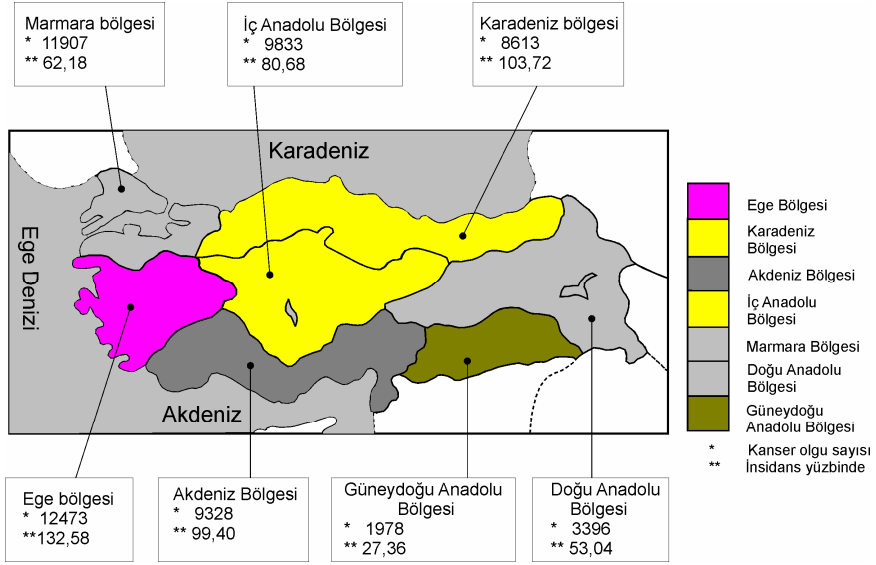 Marmara bölgesi
* 11907
** 62,18
İç Anadolu Bölgesi
* 9833
** 80,68
Karadeniz bölgesi
* 8613
** 103,72
Karadeniz
Ege Denizi
Akdeniz
Ege Bölgesi
Karadeniz
Bölgesi
Akdeniz Bölgesi
İç Anadolu
Bölgesi
Marmara Bölgesi
Doğu Anadolu
Bölgesi
Güneydoğu
Anadolu Bölgesi
* Kanser olgu sayısı
** İnsidans yüzbinde
Ege bölgesi
* 12473
**132,58
Akdeniz Bölgesi
* 9328
** 99,40
Güneydoğu Anadolu
Bölgesi
* 1978
** 27,36
Doğu Anadolu
Bölgesi
* 3396
** 53,04